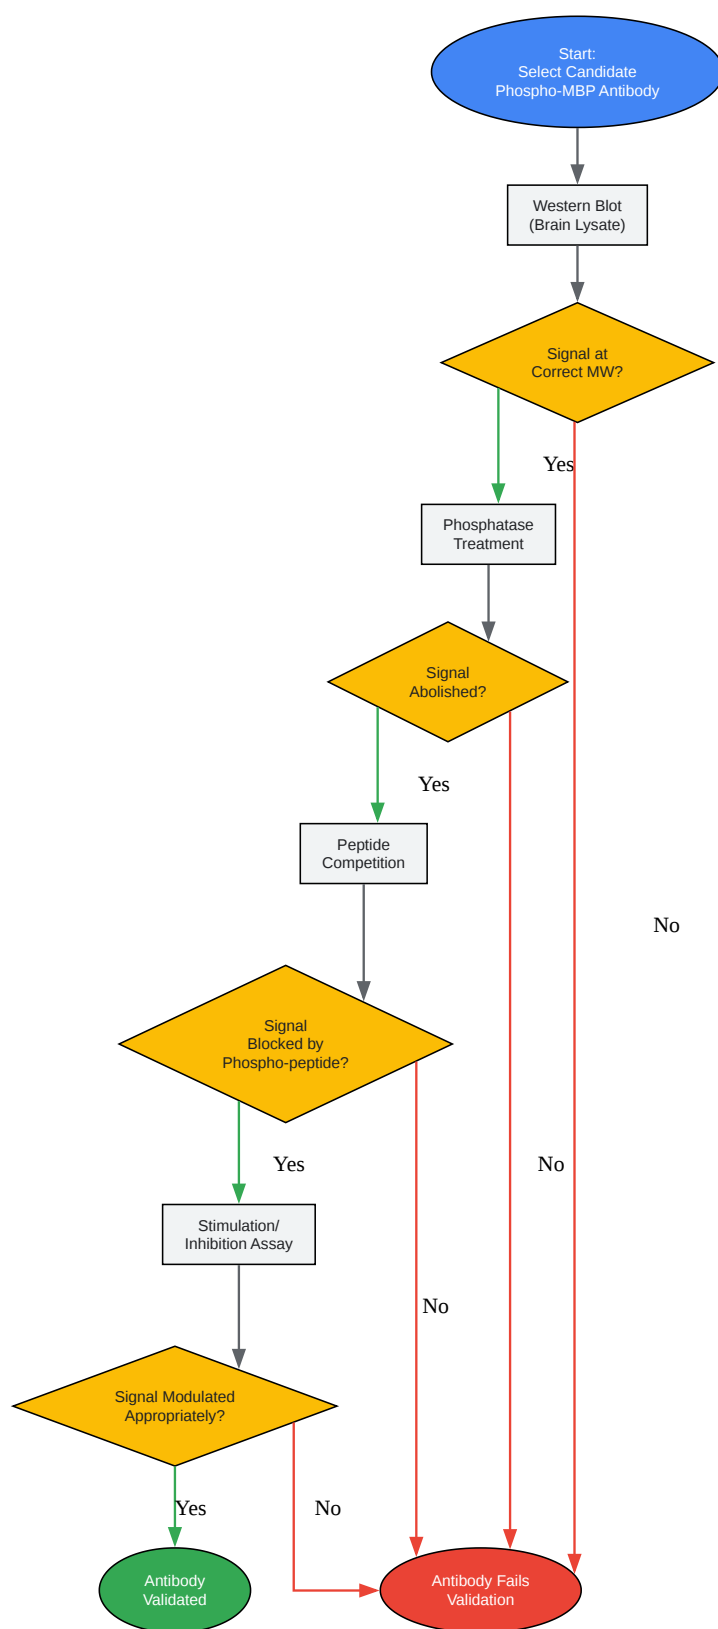 Start:
Select Candidate
Phospho-MBP Antibody
Western Blot
(Brain Lysate)
Signal at
Correct MW?
Yes
Phosphatase
Treatment
Signal
Abolished?
Yes
Peptide
Competition
No
Signal
Blocked by
Phospho-peptide?
Yes
No
Stimulation/
Inhibition Assay
No
Signal Modulated
Appropriately?
Yes
No
Antibody
Validated
Antibody Fails
Validation